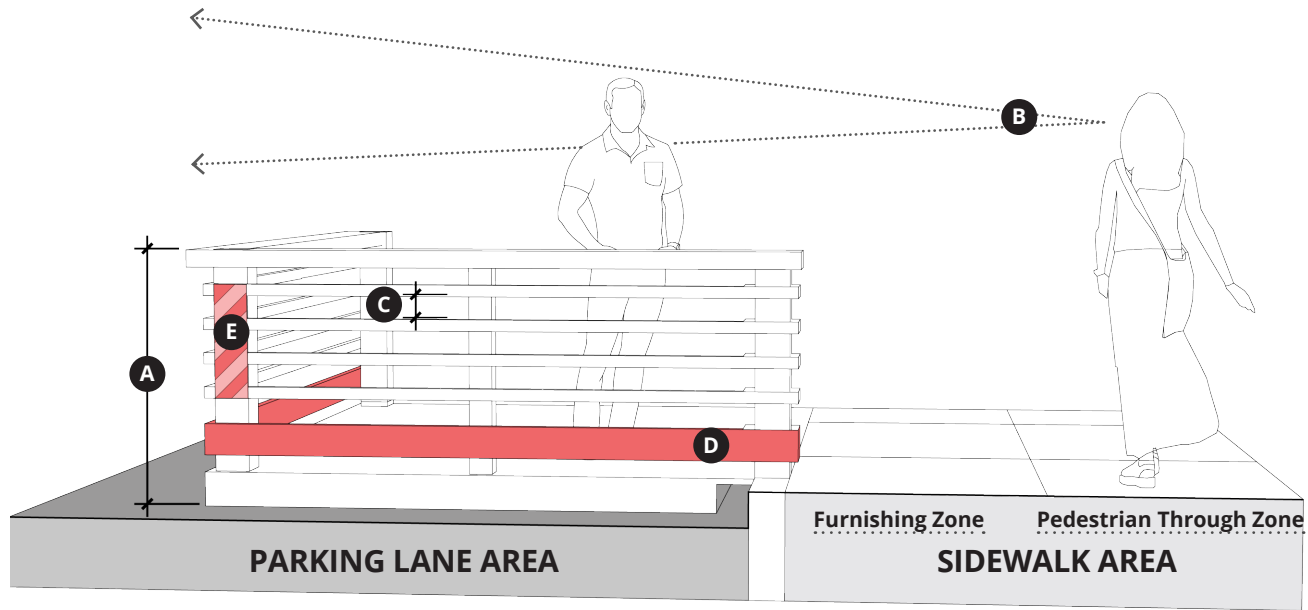 B
C
E
A
D
Furnishing Zone
Pedestrian Through Zone
PARKING LANE AREA
SIDEWALK AREA